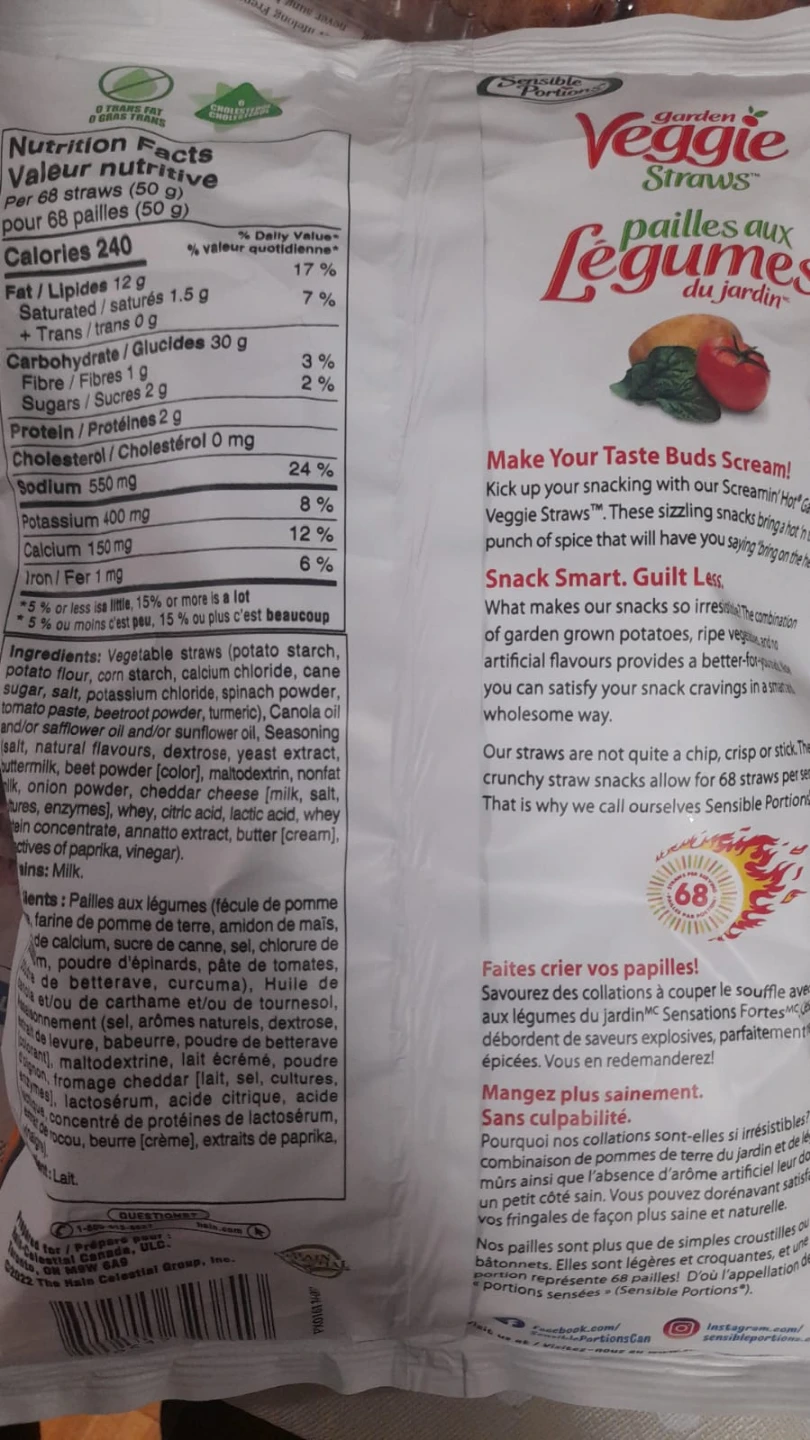 0 TRANS FAT
0 GRAS TRANS
0
CHOLESTEROL
Nutrition Facts
Valeur nutritive
Per 68 straws (50 g)
pour 68 pailles (50 g)
Calories 240
% Daily Value*
% valeur quotidienne*
Fat / Lipides 12 g 17 %
Saturated / saturés 1.5 g 7 %
+ Trans / trans 0 g
Carbohydrate / Glucides 30 g
Fibre / Fibres 1 g 3 %
Sugars / Sucres 2 g 2 %
Protein / Protéines 2 g
Cholesterol / Cholestérol 0 mg
Sodium 550 mg 24 %
Potassium 400 mg 8 %
Calcium 150 mg 12 %
Iron / Fer 1 mg 6 %
*5 % or less is a little, 15% or more is a lot
* 5 % ou moins c'est peu, 15 % ou plus c'est beaucoup
Ingredients: Vegetable straws (potato starch,
potato flour, corn starch, calcium chloride, cane
sugar, salt, potassium chloride, spinach powder,
tomato paste, beetroot powder, turmeric), Canola oil
and/or safflower oil and/or sunflower oil, Seasoning
(salt, natural flavours, dextrose, yeast extract,
buttermilk, beet powder [color], maltodextrin, nonfat
milk, onion powder, cheddar cheese [milk, salt,
enzymes], whey, citric acid, lactic acid, whey
concentrate, annatto extract, butter [cream],
of paprika, vinegar).
Milk.
: Pailles aux légumes (fécule de pomme
farine de pomme de terre, amidon de maïs,
de calcium, sucre de canne, sel, chlorure de
poudre d'épinards, pâte de tomates,
de betterave, curcuma), Huile de
et/ou de carthame et/ou de tournesol,
(sel, arômes naturels, dextrose,
de levure, babeurre, poudre de betterave
maltodextrine, lait écrémé, poudre
fromage cheddar [lait, sel, cultures,
lactosérum, acide citrique, acide
concentré de protéines de lactosérum,
beurre [crème], extraits de paprika,
: Lait.
QUESTIONS?
hain.com
for / Préparé pour :
Celestial Canada, ULC.
ON M9W 6A9
©2022 The Hain Celestial Group, Inc.
Sensible
Portions
Garden
Veggie
Straws™
pailles aux
Légumes
du jardin
Make Your Taste Buds Scream!
Kick up your snacking with our Screamin' Hot
Veggie Straws™. These sizzling snacks bring a hot
punch of spice that will have you saying "bring on the
Snack Smart. Guilt Less.
What makes our snacks so The combination
of garden grown potatoes, ripe
artificial flavours provides a
you can satisfy your snack cravings in a
wholesome way.
Our straws are not quite a chip, crisp or stick.
crunchy straw snacks allow for 68 straws per
That is why we call ourselves Sensible Portions
68
Faites crier vos papilles!
Savourez des collations à couper le souffle
aux légumes du jardinMC Sensations FortesMC
débordent de saveurs explosives, parfaitement
épicées. Vous en redemanderez!
Mangez plus sainement.
Sans culpabilité.
Pourquoi nos collations sont-elles si irrésistibles?
combinaison de pommes de terre du jardin et de
mûrs ainsi que l'absence d'arôme artificiel leur
un petit côté sain. Vous pouvez dorénavant
vos fringales de façon plus saine et naturelle.
Nos pailles sont plus que de simples croustilles ou
bâtonnets. Elles sont légères et croquantes, et une
portion représente 68 pailles! D'où l'appellation
« portions sensées » (Sensible Portions®).
Facebook.com/
SensiblePortionsCan
Instagram.com/